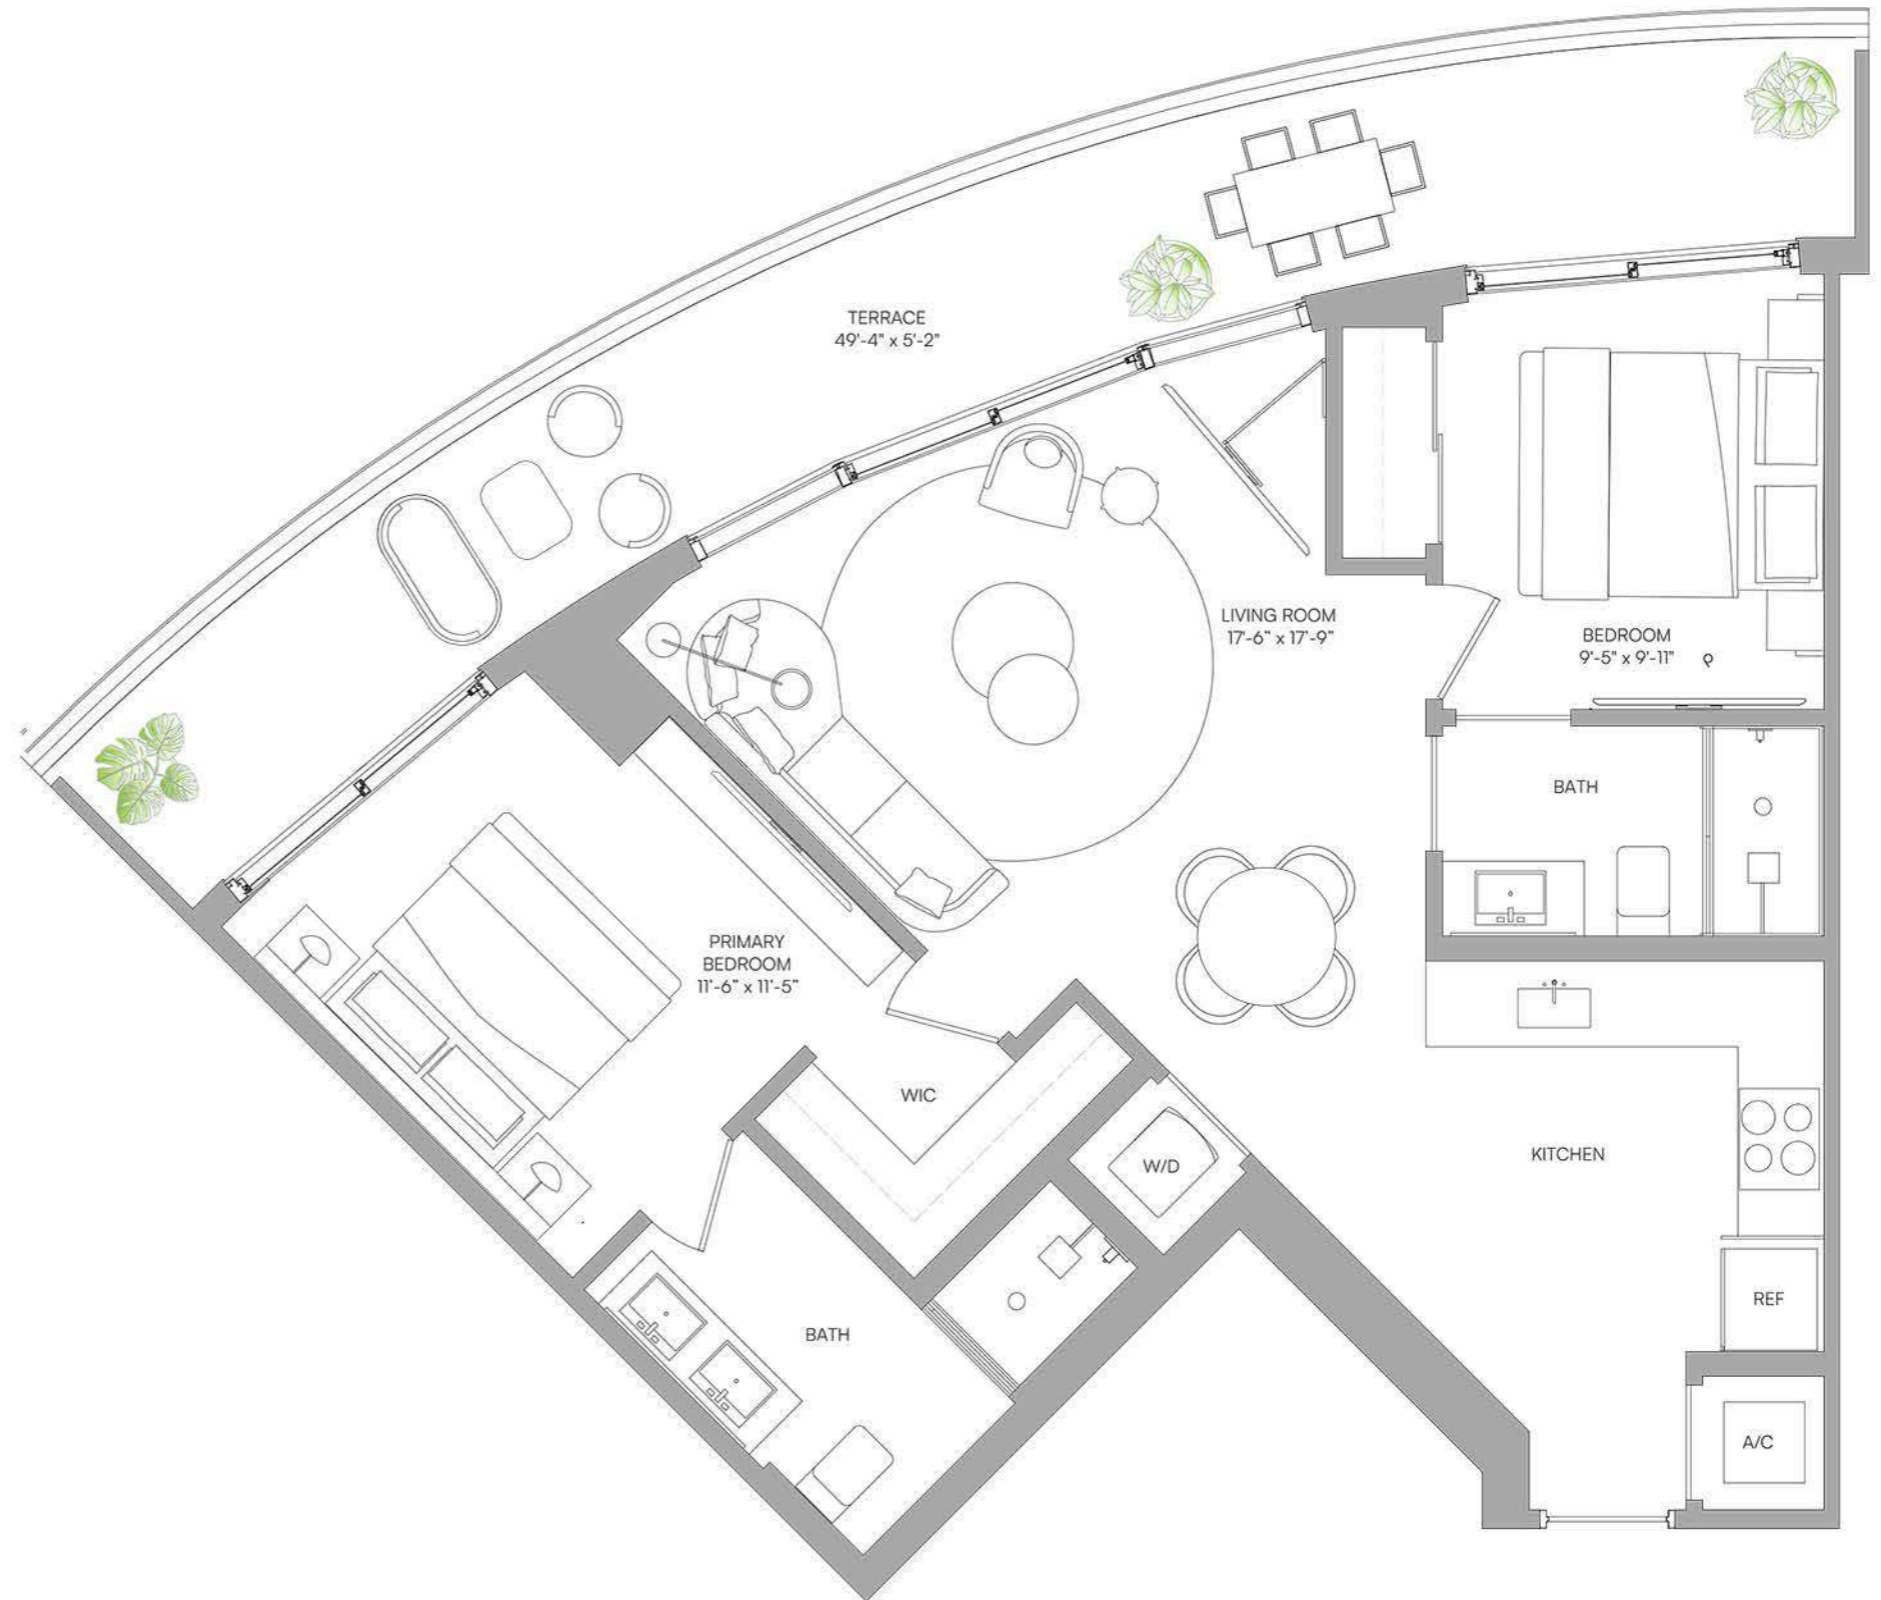 TERRACE
49'-4" x 5'-2"
LIVING ROOM
17'-6" x 17'-9"
BEDROOM
9'-5" x 9'-11"
BATH
PRIMARY
BEDROOM
11'-6" x 11'-5"
WIC
W/D
KITCHEN
REF
BATH
A/C